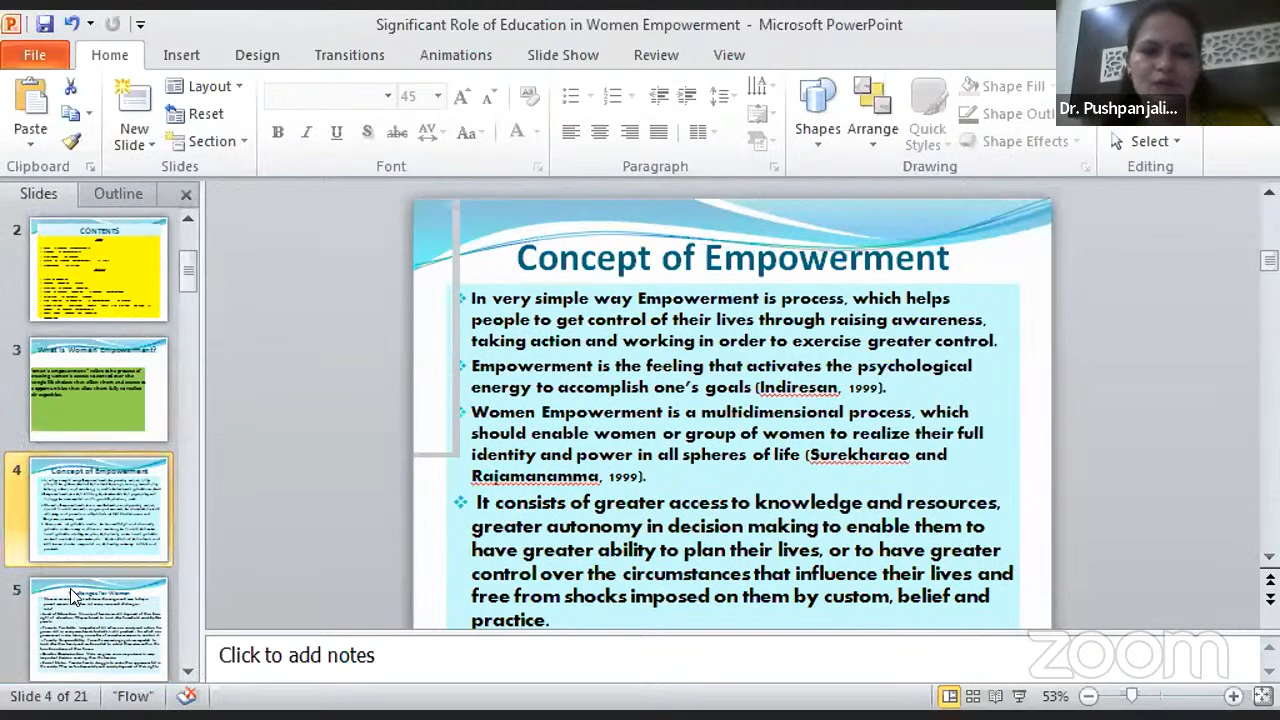 Significant Role of Education in Women Empowerment - Microsoft PowerPoint
File Home Insert Design Transitions Animations Slide Show Review View
Paste
Clipboard
New
Slide
Layout
Reset
Section
Slides
45
Font
Paragraph
Shapes
Arrange
Quick
Styles
Shape Fill
Shape Outl
Shape Effects
Drawing
Select
Editing
Dr. Pushpanjali...
Slides Outline
2
CONTENTS
3
What is Women Empowerment?
4
Concept of Empowerment
5
Concept of Empowerment
In very simple way Empowerment is process, which helps
people to get control of their lives through raising awareness,
taking action and working in order to exercise greater control.
Empowerment is the feeling that activates the psychological
energy to accomplish one's goals (Indiresan, 1999).
Women Empowerment is a multidimensional process, which
should enable women or group of women to realize their full
identity and power in all spheres of life (Surekharao and
Rajamanamma, 1999).
It consists of greater access to knowledge and resources,
greater autonomy in decision making to enable them to
have greater ability to plan their lives, or to have greater
control over the circumstances that influence their lives and
free from shocks imposed on them by custom, belief and
practice.
Click to add notes
zoom
Slide 4 of 21 "Flow" 53%